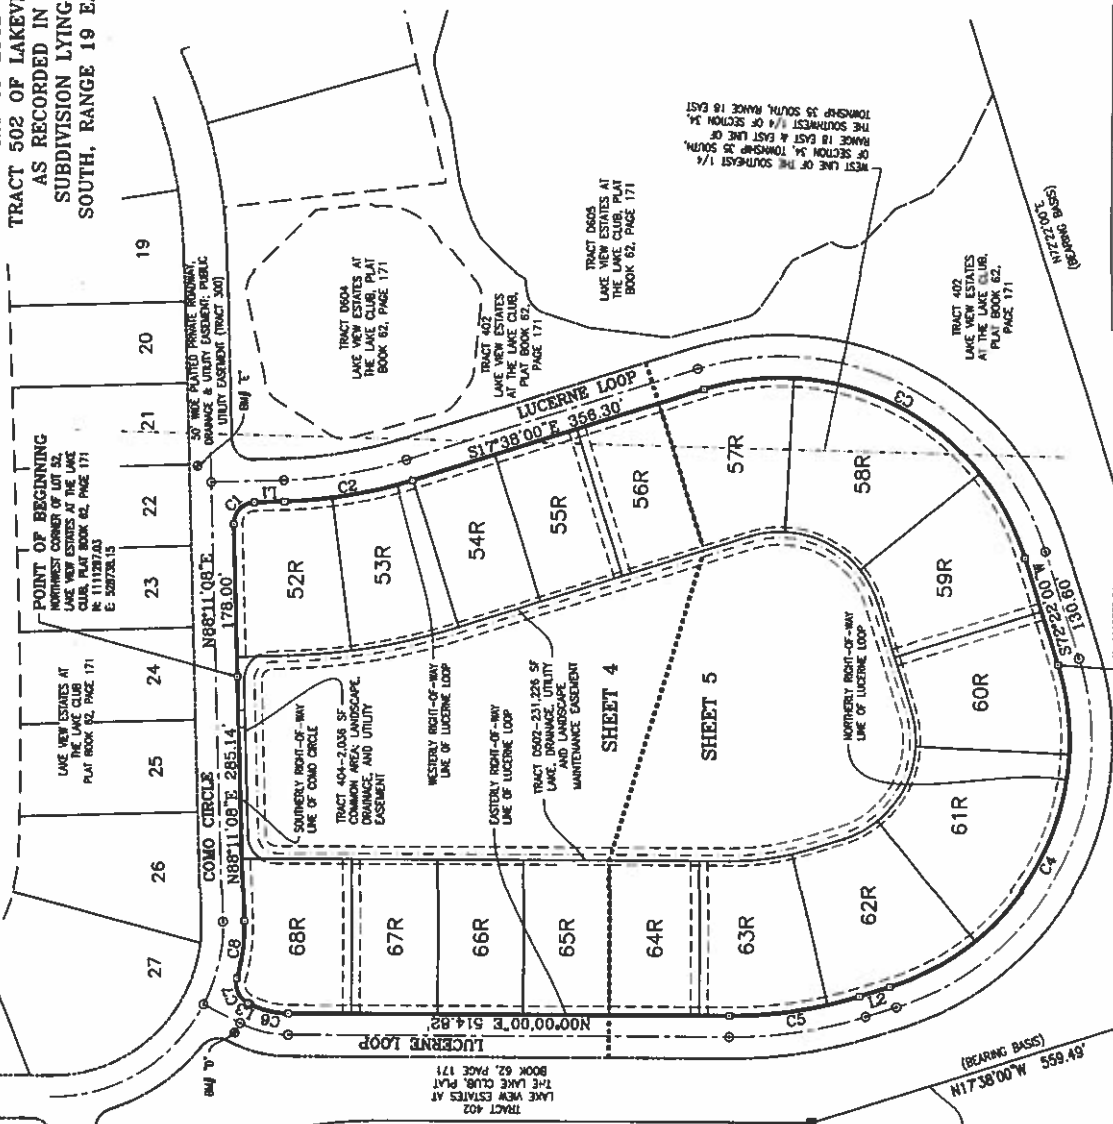 TRACT 502 OF LAKEV
AS RECORDED IN
SUBDIVISION LYING
SOUTH, RANGE 19 E
19
20
21
22
23
24
25
26
27
50' WIDE PLATTED PRIVATE ROADWAY,
DRAINAGE & UTILITY EASEMENT; PUBLIC
UTILITY EASEMENT (TRACT 300)
POINT OF BEGINNING
NORTHWEST CORNER OF LOT 52,
LAKE VIEW ESTATES AT THE LAKE
CLUB, PLAT BOOK 62, PAGE 171
LAKE VIEW ESTATES AT
THE LAKE CLUB
PLAT BOOK 62, PAGE 171
COMO CIRCLE
N88°11'08"E
178.00'
N88°11'08"E 285.14'
C1
L1
C2
TRACT D604
LAKE VIEW ESTATES AT
THE LAKE CLUB, PLAT
BOOK 62, PAGE 171
TRACT 402
LAKE VIEW ESTATES
AT THE LAKE CLUB,
PLAT BOOK 62,
PAGE 171
TRACT D605
LAKE VIEW ESTATES AT
THE LAKE CLUB, PLAT
BOOK 62, PAGE 171
WEST LINE OF THE SOUTHEAST 1/4
OF SECTION 34, TOWNSHIP 35 SOUTH,
RANGE 18 EAST & EAST LINE OF
THE SOUTHWEST 1/4 OF SECTION 34,
TOWNSHIP 35 SOUTH, RANGE 18 EAST
TRACT 402
LAKE VIEW ESTATES
AT THE LAKE CLUB,
PLAT BOOK 62,
PAGE 171
N72°22'00"E
(BEARING BASIS)
LUCERNE LOOP
S17°38'00"E 356.30'
52R
53R
54R
55R
56R
57R
58R
59R
60R
61R
62R
63R
64R
65R
66R
67R
68R
SOUTHERLY RIGHT-OF-WAY
LINE OF COMO CIRCLE
TRACT 404-2,036 SF
COMMON AREA; LANDSCAPE,
DRAINAGE, AND UTILITY
EASEMENT
WESTERLY RIGHT-OF-WAY
LINE OF LUCERNE LOOP
EASTERLY RIGHT-OF-WAY
LINE OF LUCERNE LOOP
TRACT D502-231,226 SF
LAKE, DRAINAGE, UTILITY
AND LANDSCAPE
MAINTENANCE EASEMENT
SHEET 4
SHEET 5
NORTHERLY RIGHT-OF-WAY
LINE OF LUCERNE LOOP
C3
S72°22'00"W
130.80'
C4
L2
C5
N00°00'00"E 514.82'
LUCERNE LOOP
C6
L3
C7
C8
TRACT 402
LAKE VIEW ESTATES AT
THE LAKE CLUB, PLAT
BOOK 62, PAGE 171
(BEARING BASIS)
N17°38'00"W 559.49'